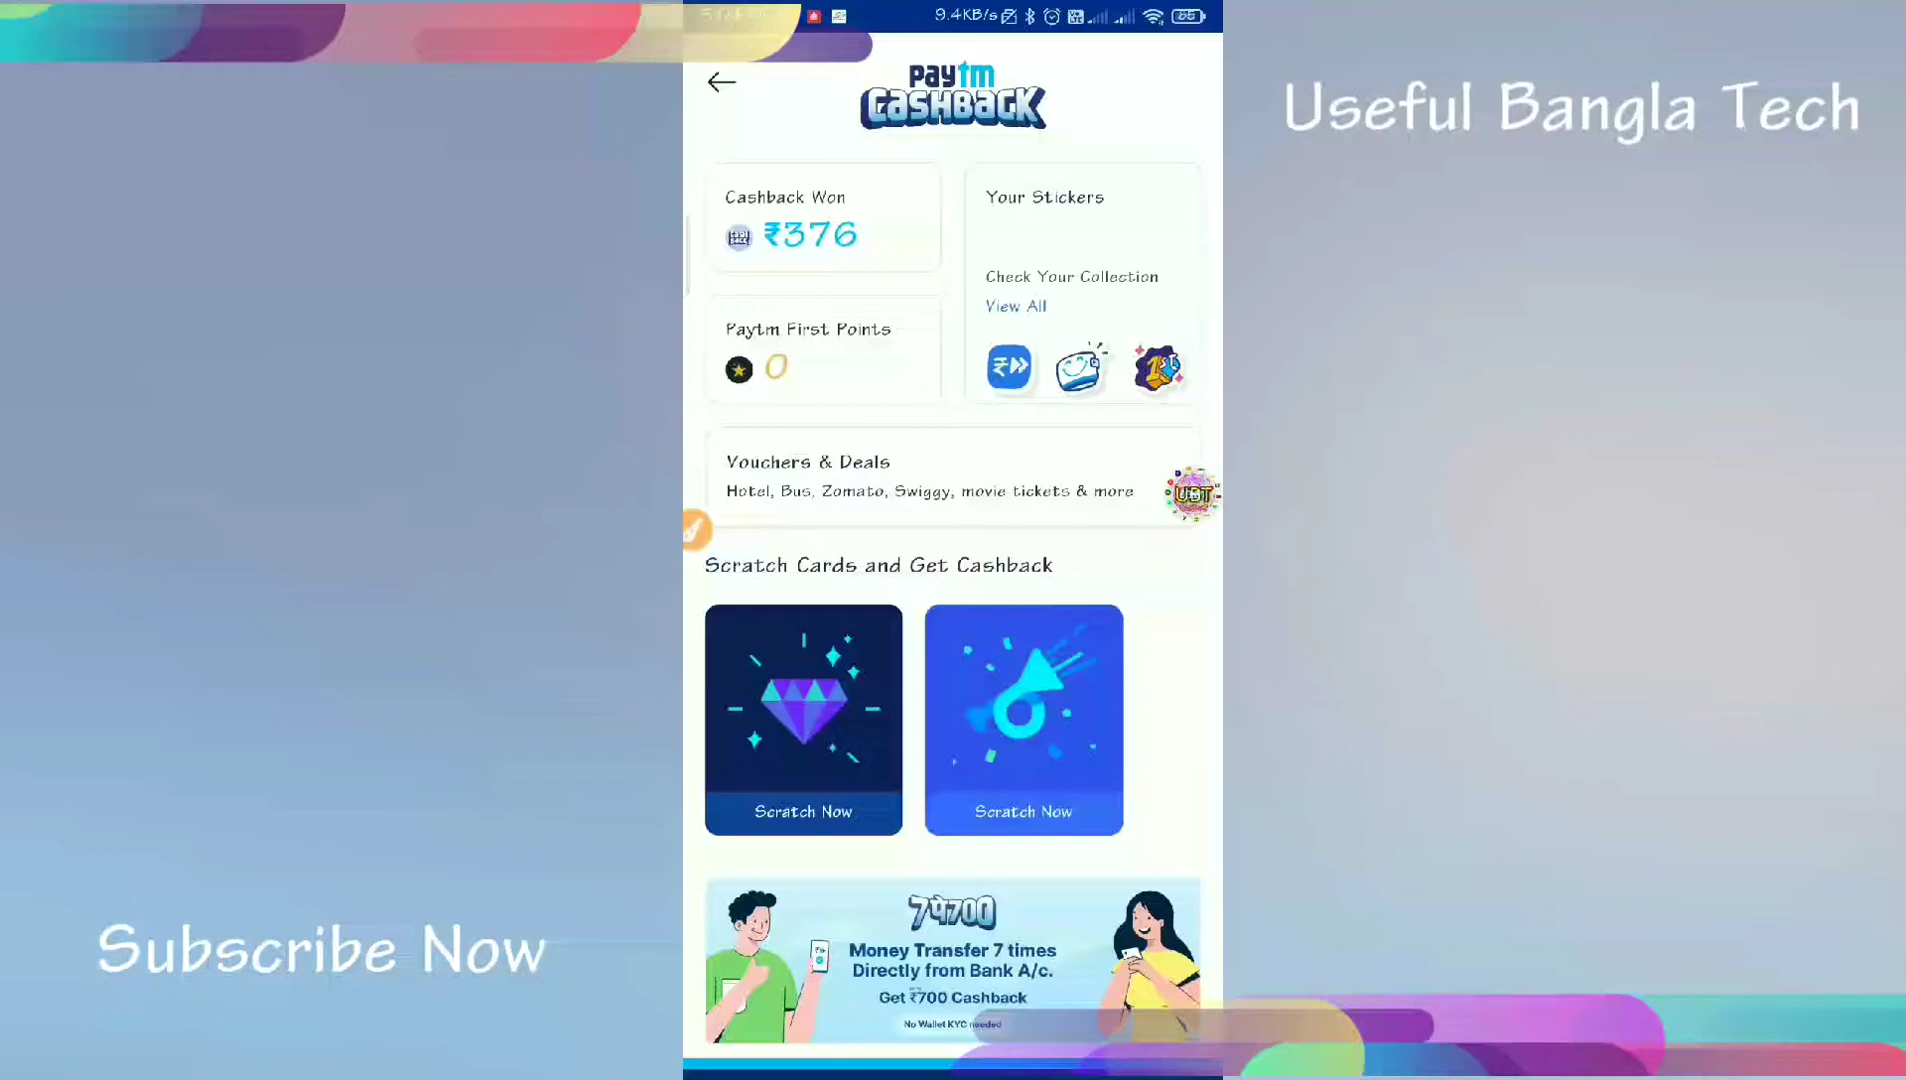 9.4KB/s
paytm
CASHBACK
Useful Bangla Tech
Cashback Won
₹376
Your Stickers
Check Your Collection
View All
Paytm First Points
0
Vouchers & Deals
Hotel, Bus, Zomato, Swiggy, movie tickets & more
UBT
Scratch Cards and Get Cashback
Scratch Now
Scratch Now
7पे700
Money Transfer 7 times
Directly from Bank A/c.
Get ₹700 Cashback
No Wallet KYC needed
Subscribe Now